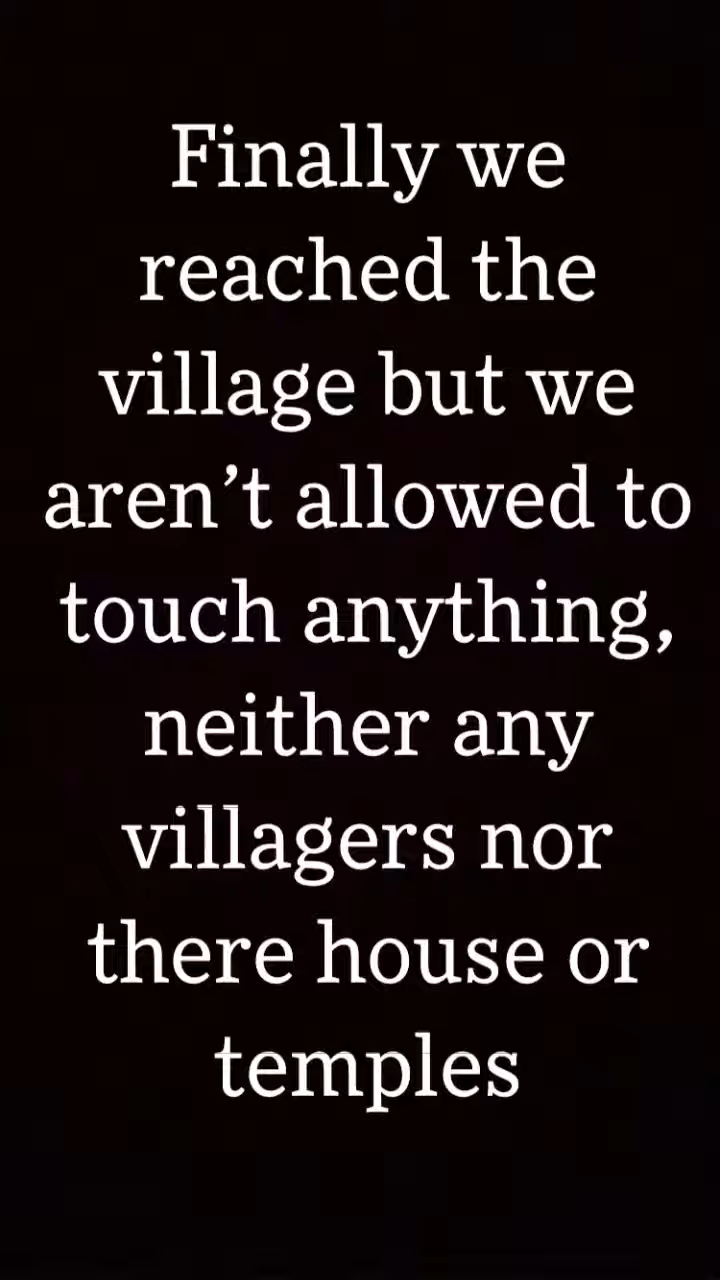 Finally we
reached the
village but we
aren’t allowed to
touch anything,
neither any
villagers nor
there house or
temples